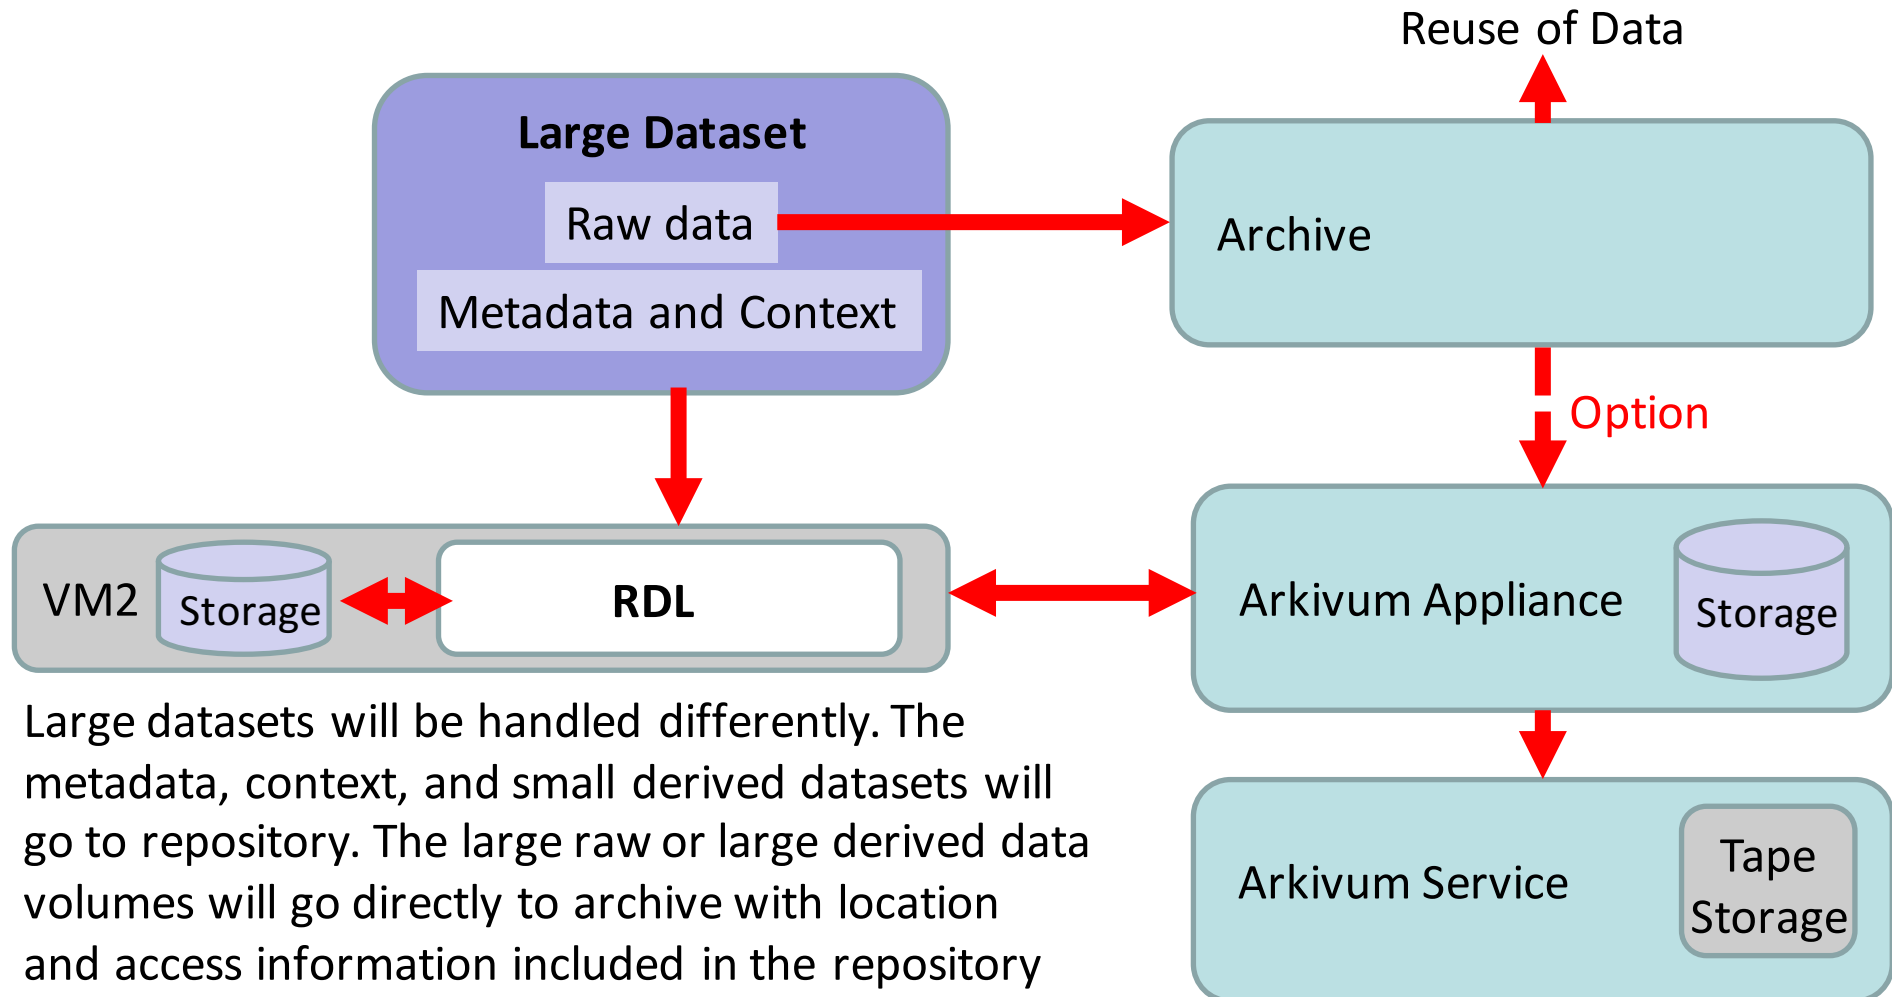 Reuse of Data
Large Dataset
Raw data
Metadata and Context
Archive
Option
VM2
Storage
RDL
Arkivum Appliance
Storage
Large datasets will be handled differently. The
metadata, context, and small derived datasets will
go to repository. The large raw or large derived data
volumes will go directly to archive with location
and access information included in the repository
Arkivum Service
Tape
Storage